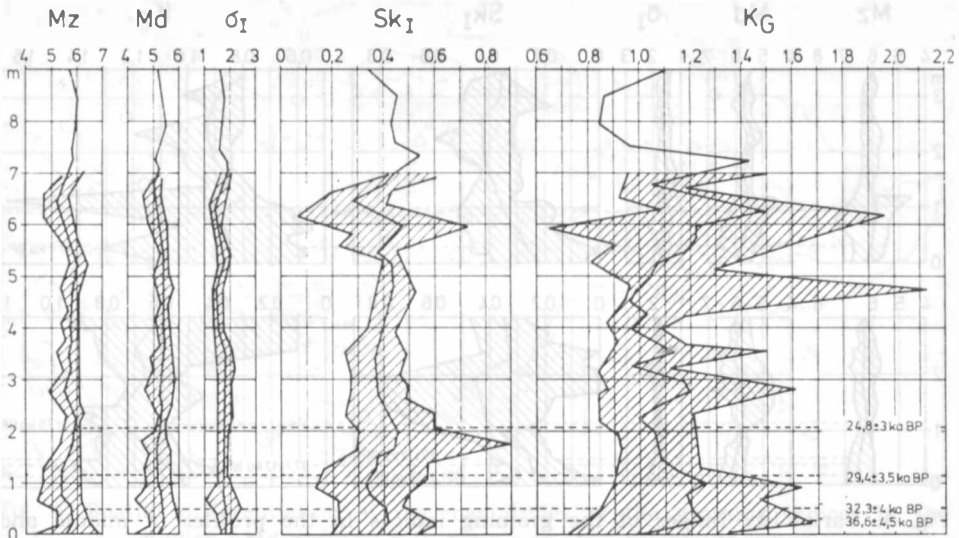 Mz Md σI SkI KG
4 5 6 7 4 5 6 1 2 3 0 0,2 0,4 0,6 0,8 0,6 0,8 1,0 1,2 1,4 1,6 1,8 2,0 2,2
m
8
7
6
5
4
3
2
24,8±3 ka BP
29,4±3,5 ka BP
1
32,3±4 ka BP
36,6±4,5 ka BP
0